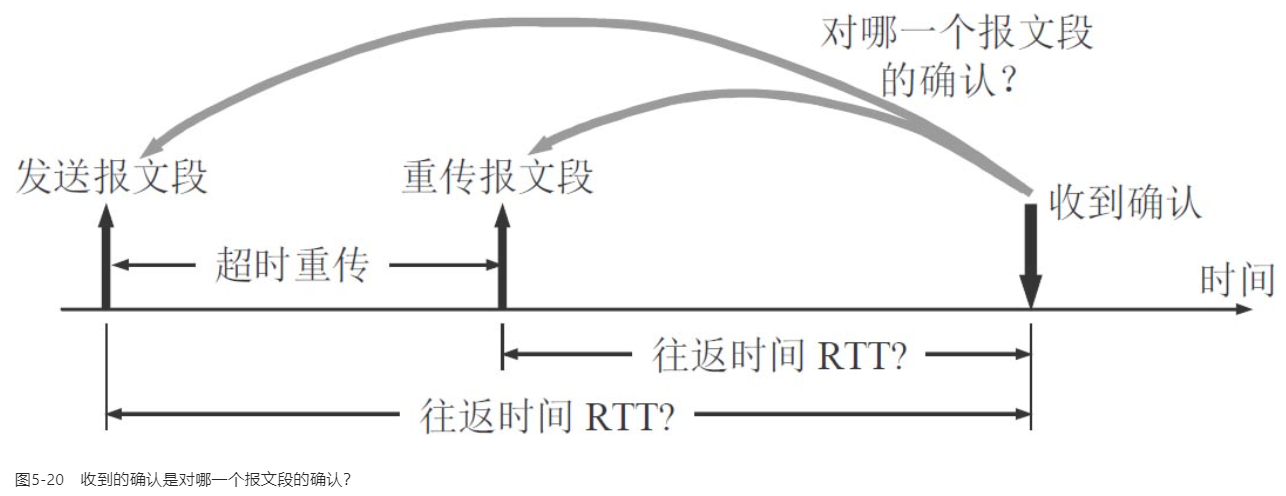 对哪一个报文段
的确认？
发送报文段
重传报文段
收到确认
超时重传
时间
往返时间 RTT?
往返时间 RTT?
图5-20 收到的确认是对哪一个报文段的确认？